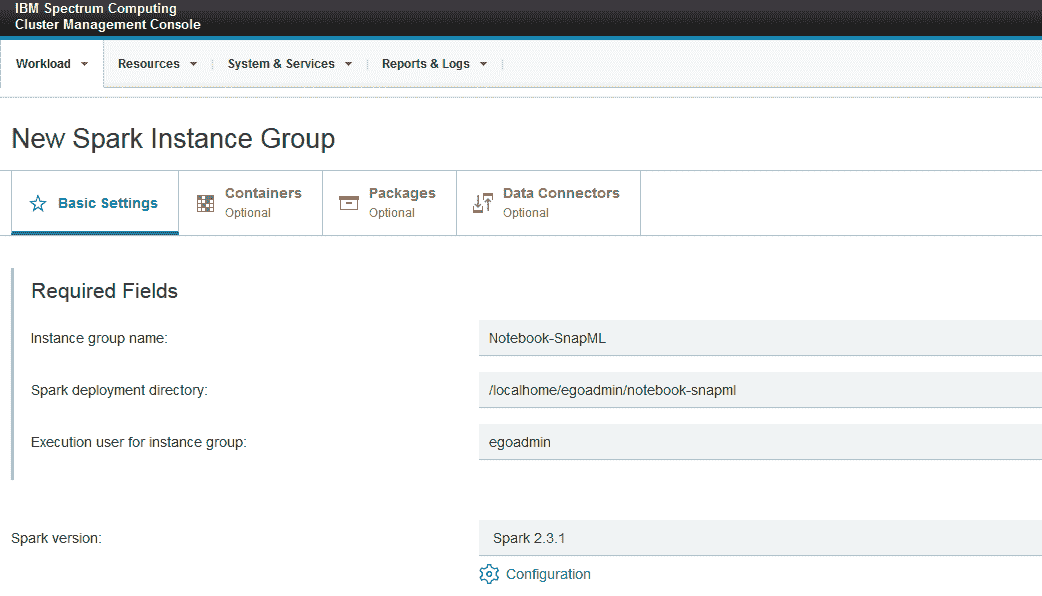 IBM Spectrum Computing
Cluster Management Console
Workload Resources System & Services Reports & Logs
New Spark Instance Group
Basic Settings
Containers
Optional
Packages
Optional
Data Connectors
Optional
Required Fields
Instance group name: Notebook-SnapML
Spark deployment directory: /localhome/egoadmin/notebook-snapml
Execution user for instance group: egoadmin
Spark version: Spark 2.3.1
Configuration